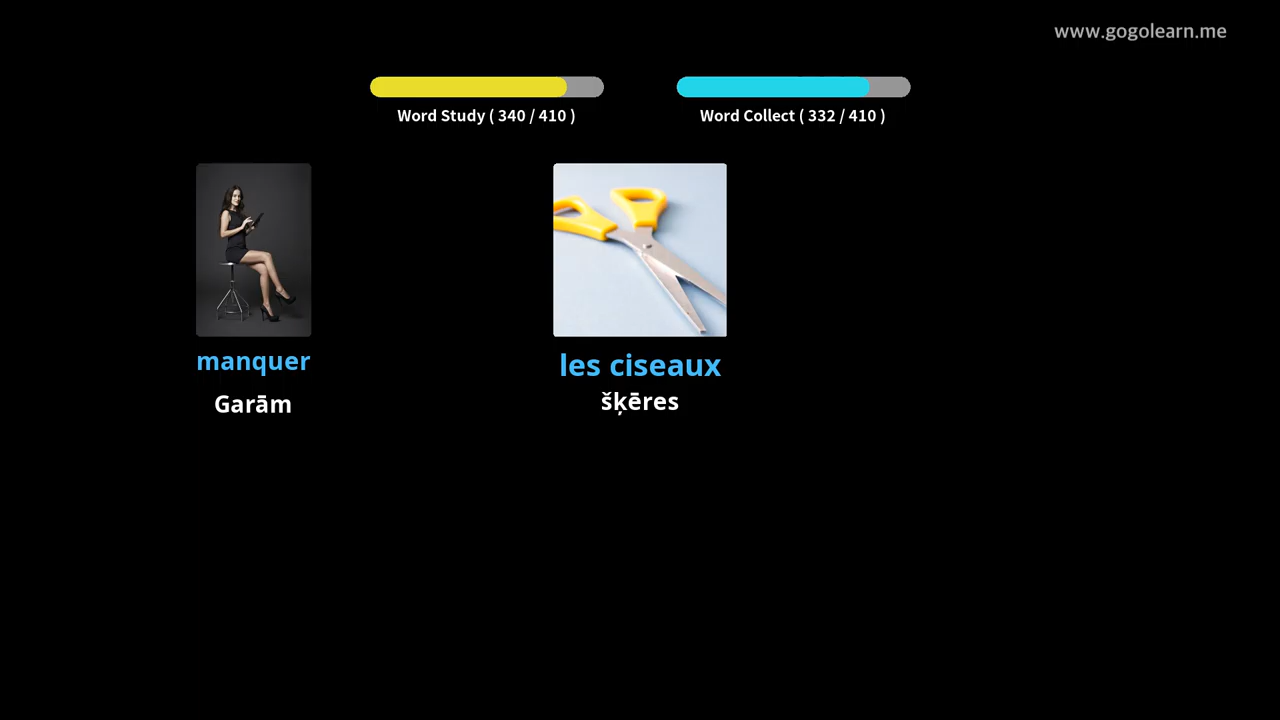 www.gogolearn.me
Word Study ( 340 / 410 )
Word Collect ( 332 / 410 )
manquer
Garām
les ciseaux
šķēres